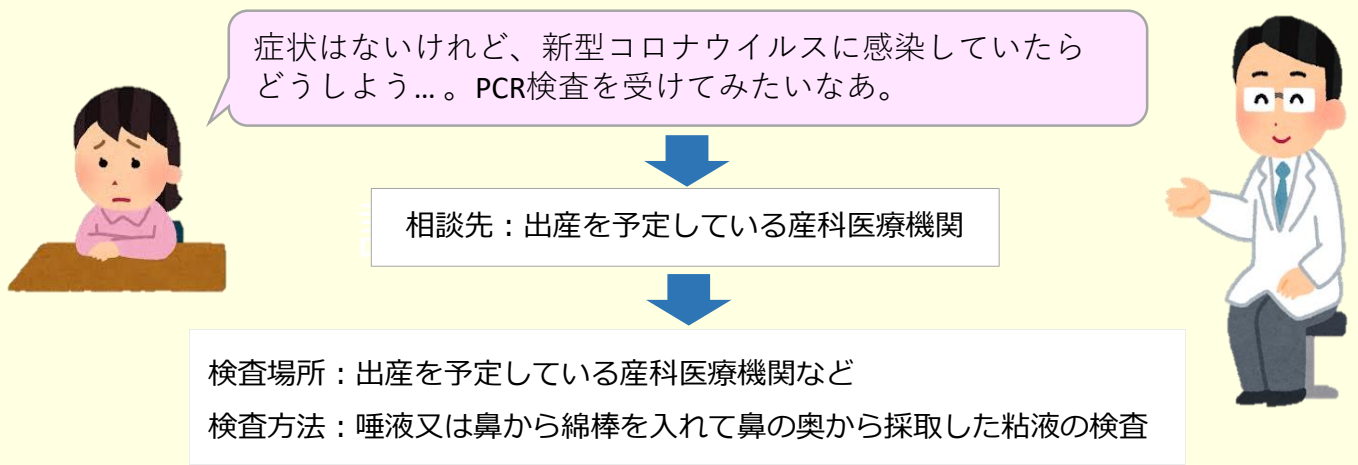 症状はないけれど、新型コロナウイルスに感染していたら
どうしよう…。PCR検査を受けてみたいなあ。
相談先：出産を予定している産科医療機関
検査場所：出産を予定している産科医療機関など
検査方法：唾液又は鼻から綿棒を入れて鼻の奥から採取した粘液の検査